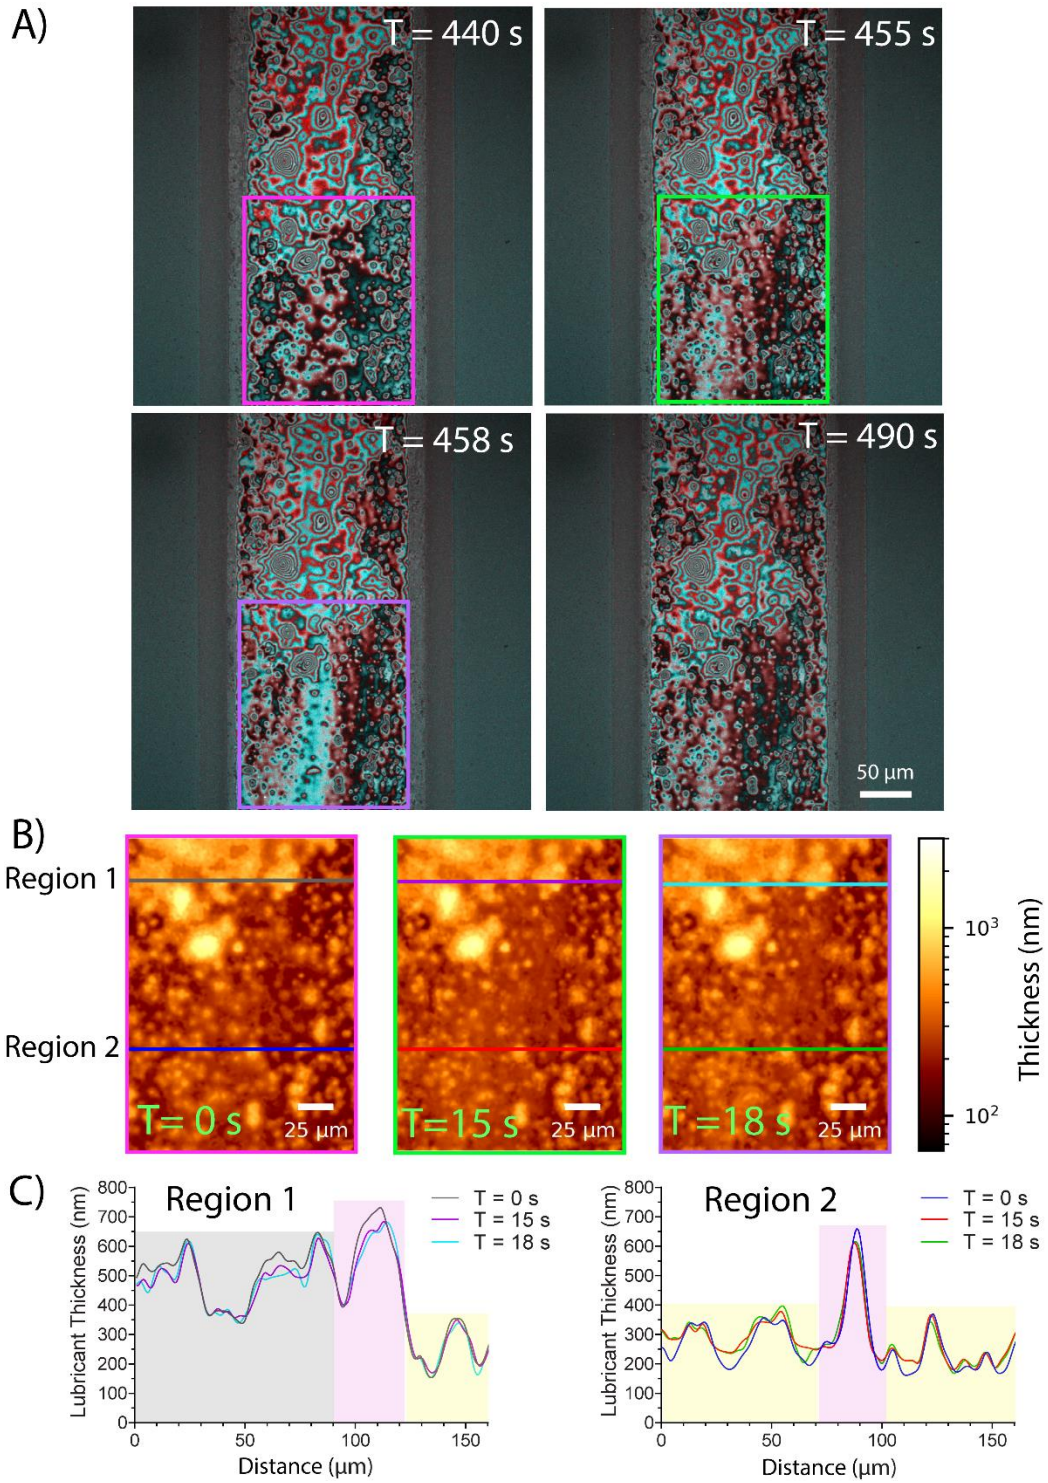 A)
T = 440 s
T = 455 s
T = 458 s
T = 490 s
50 µm
B)
Region 1
Region 2
T= 0 s
25 µm
T=15 s
25 µm
T=18 s
25 µm
10³
10²
Thickness (nm)
C)
Region 1
T = 0 s
T = 15 s
T = 18 s
Lubricant Thickness (nm)
800
700
600
500
400
300
200
100
0
0
50
100
150
Distance (µm)
Region 2
T = 0 s
T = 15 s
T = 18 s
Lubricant Thickness (nm)
800
700
600
500
400
300
200
100
0
0
50
100
150
Distance (µm)